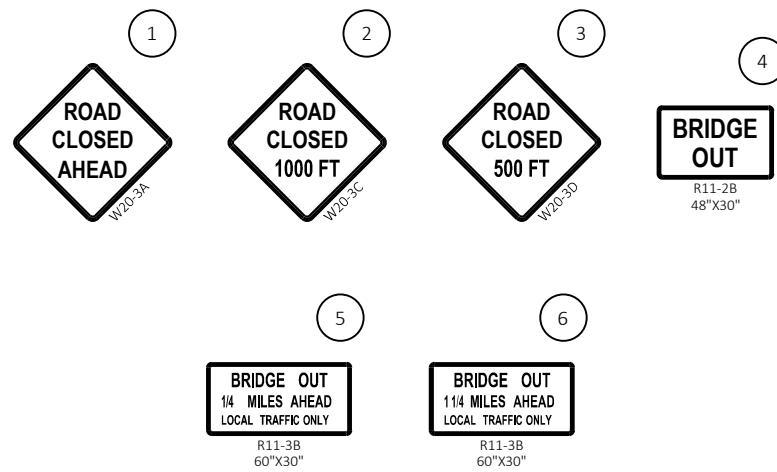 1
ROAD
CLOSED
AHEAD
W20-3A
2
ROAD
CLOSED
1000 FT
W20-3C
3
ROAD
CLOSED
500 FT
W20-3D
4
BRIDGE
OUT
R11-2B
48"X30"
5
BRIDGE OUT
1/4 MILES AHEAD
LOCAL TRAFFIC ONLY
R11-3B
60"X30"
6
BRIDGE OUT
1 1/4 MILES AHEAD
LOCAL TRAFFIC ONLY
R11-3B
60"X30"